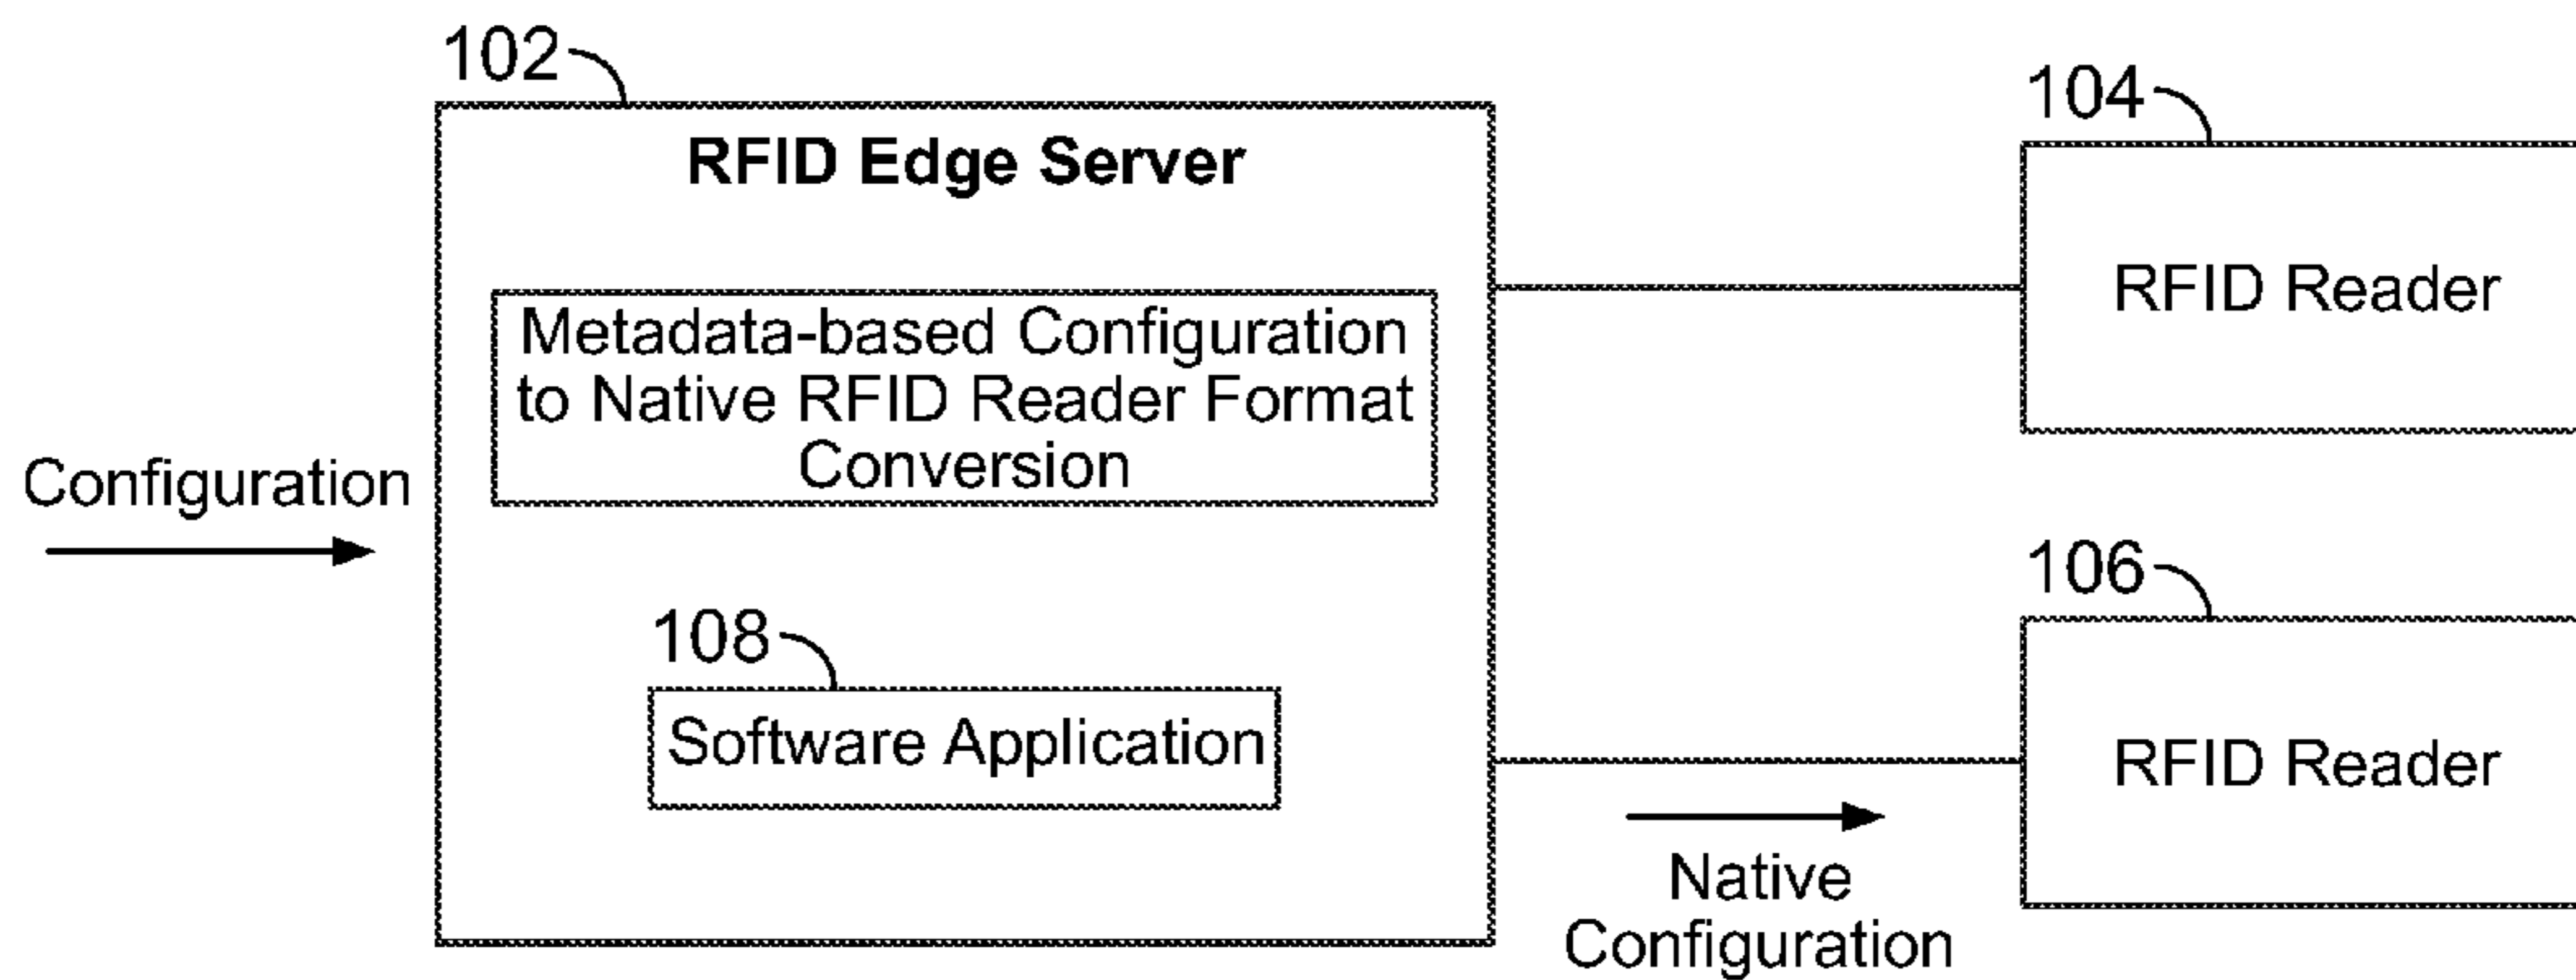 102
RFID Edge Server
Metadata-based Configuration
to Native RFID Reader Format
Conversion
Configuration
108
Software Application
104
RFID Reader
106
RFID Reader
Native
Configuration